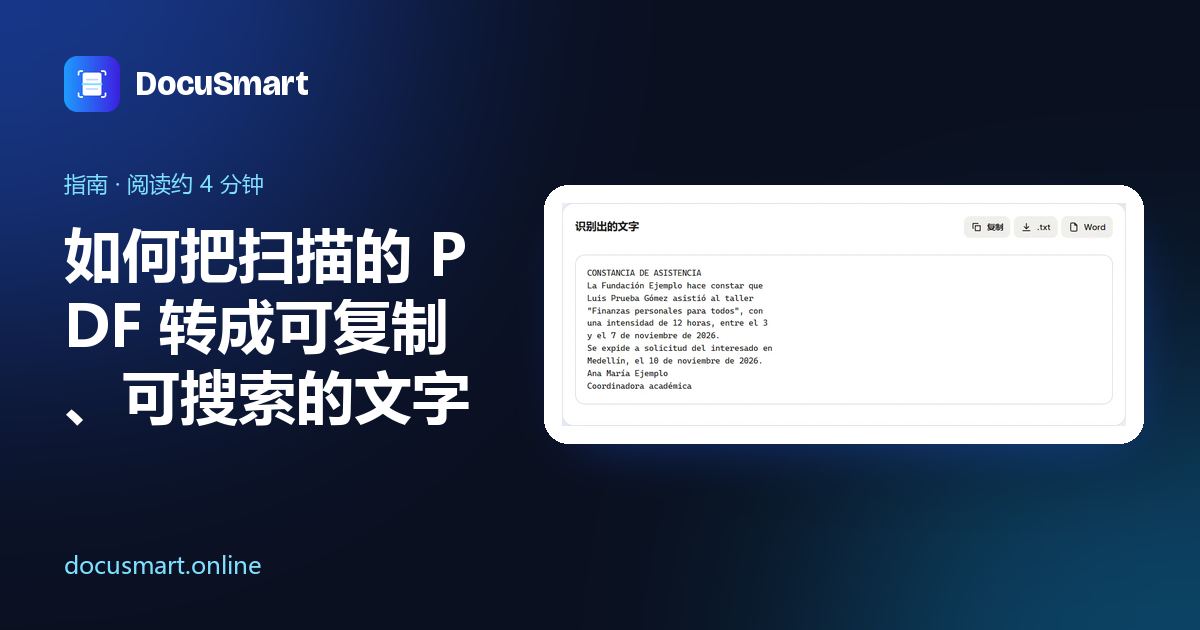 DocuSmart
指南 · 阅读约 4 分钟
如何把扫描的 P
DF 转成可复制
、可搜索的文字
识别出的文字
复制
.txt
Word
CONSTANCIA DE ASISTENCIA
La Fundación Ejemplo hace constar que
Luis Prueba Gómez asistió al taller
"Finanzas personales para todos", con
una intensidad de 12 horas, entre el 3
y el 7 de noviembre de 2026.
Se expide a solicitud del interesado en
Medellín, el 10 de noviembre de 2026.
Ana María Ejemplo
Coordinadora académica
docusmart.online